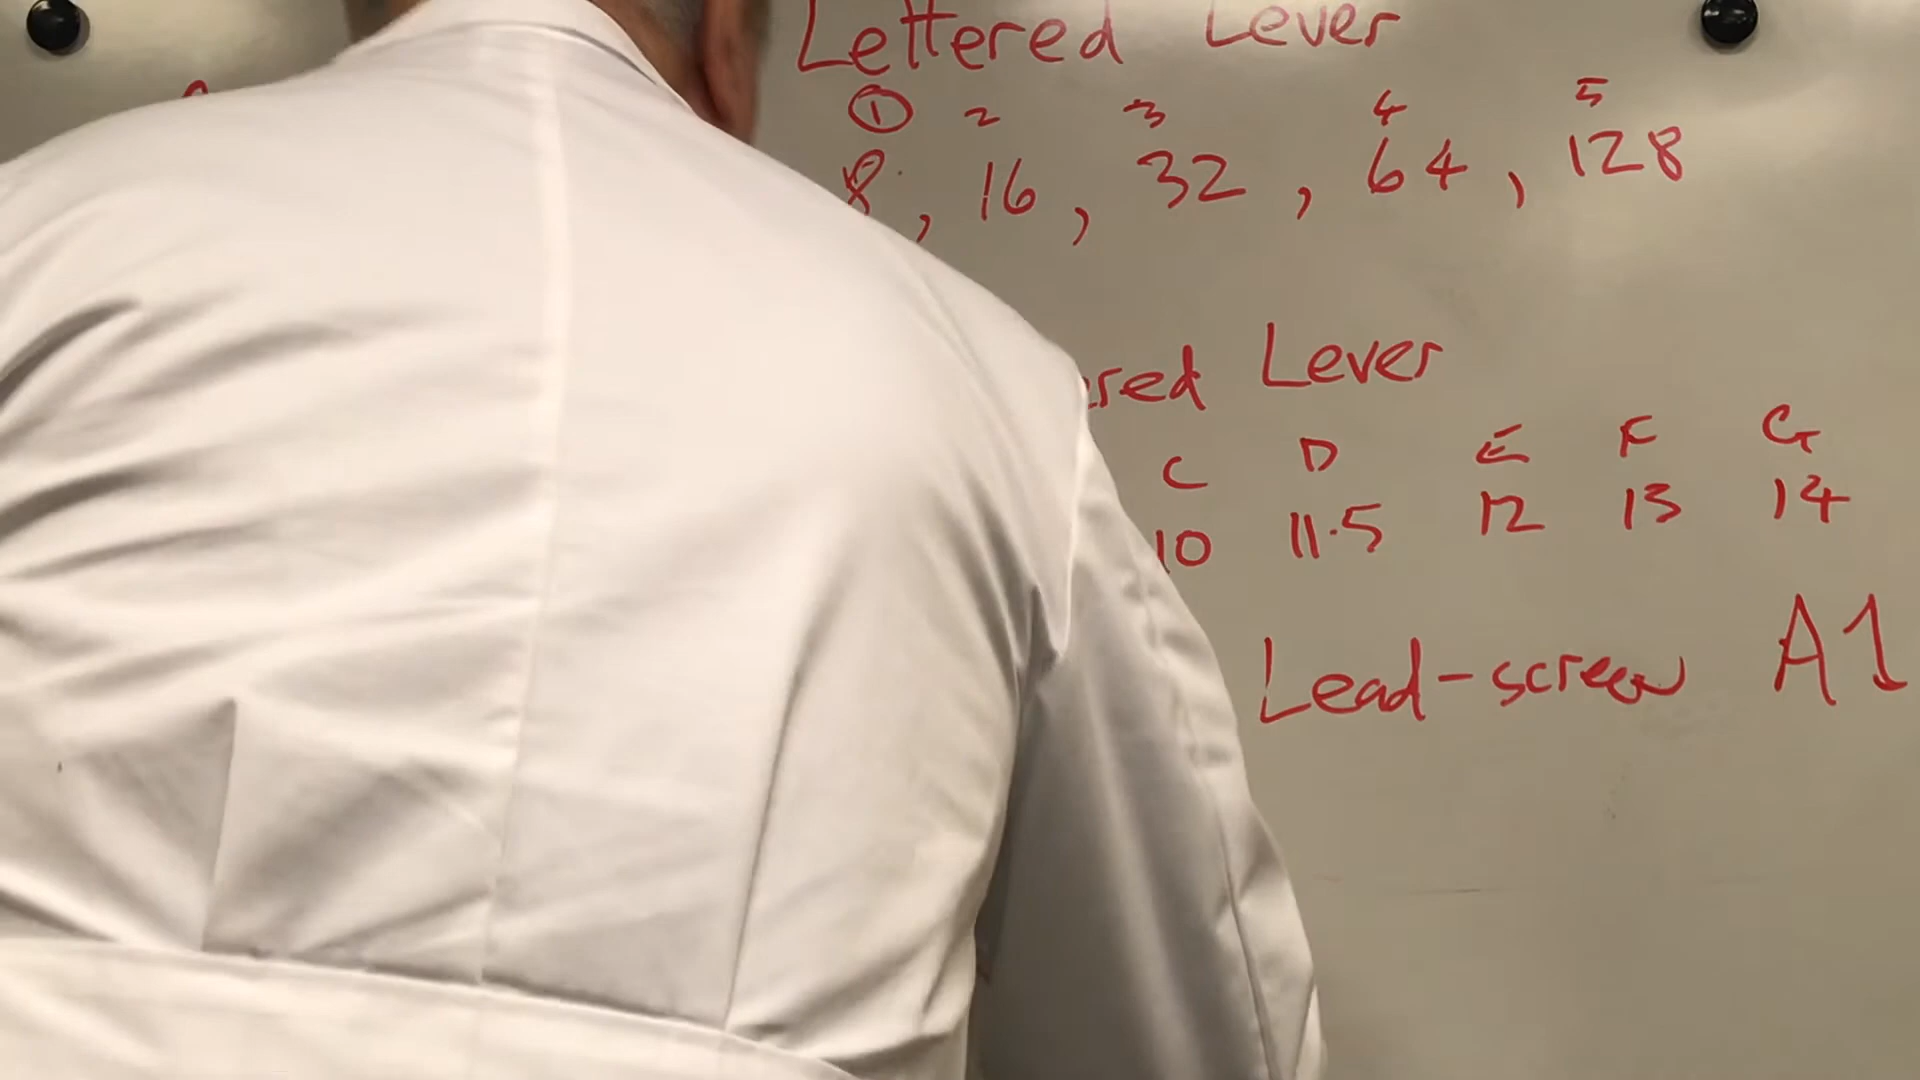 Lettered Lever
① 2 3 4 5
8, 16, 32, 64, 128
ered Lever
C D E F G
10 11.5 12 13 14
Lead-screw A1